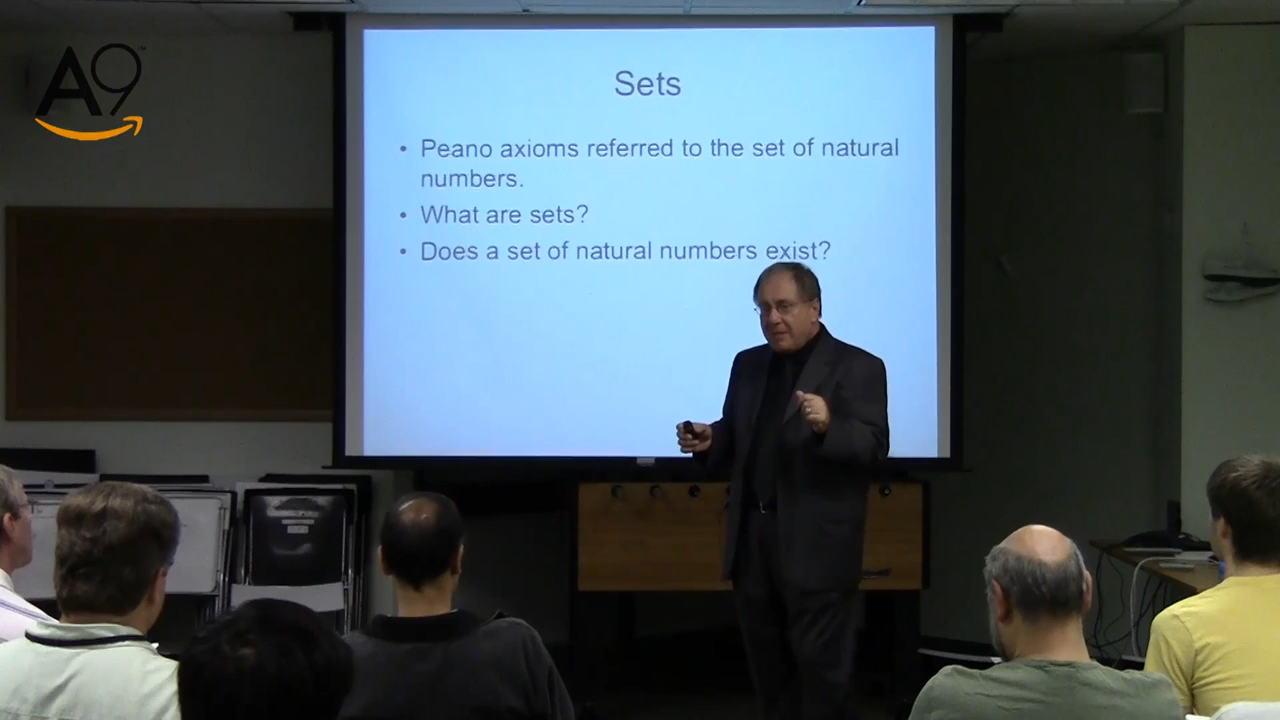 A9™
Sets
• Peano axioms referred to the set of natural
numbers.
• What are sets?
• Does a set of natural numbers exist?